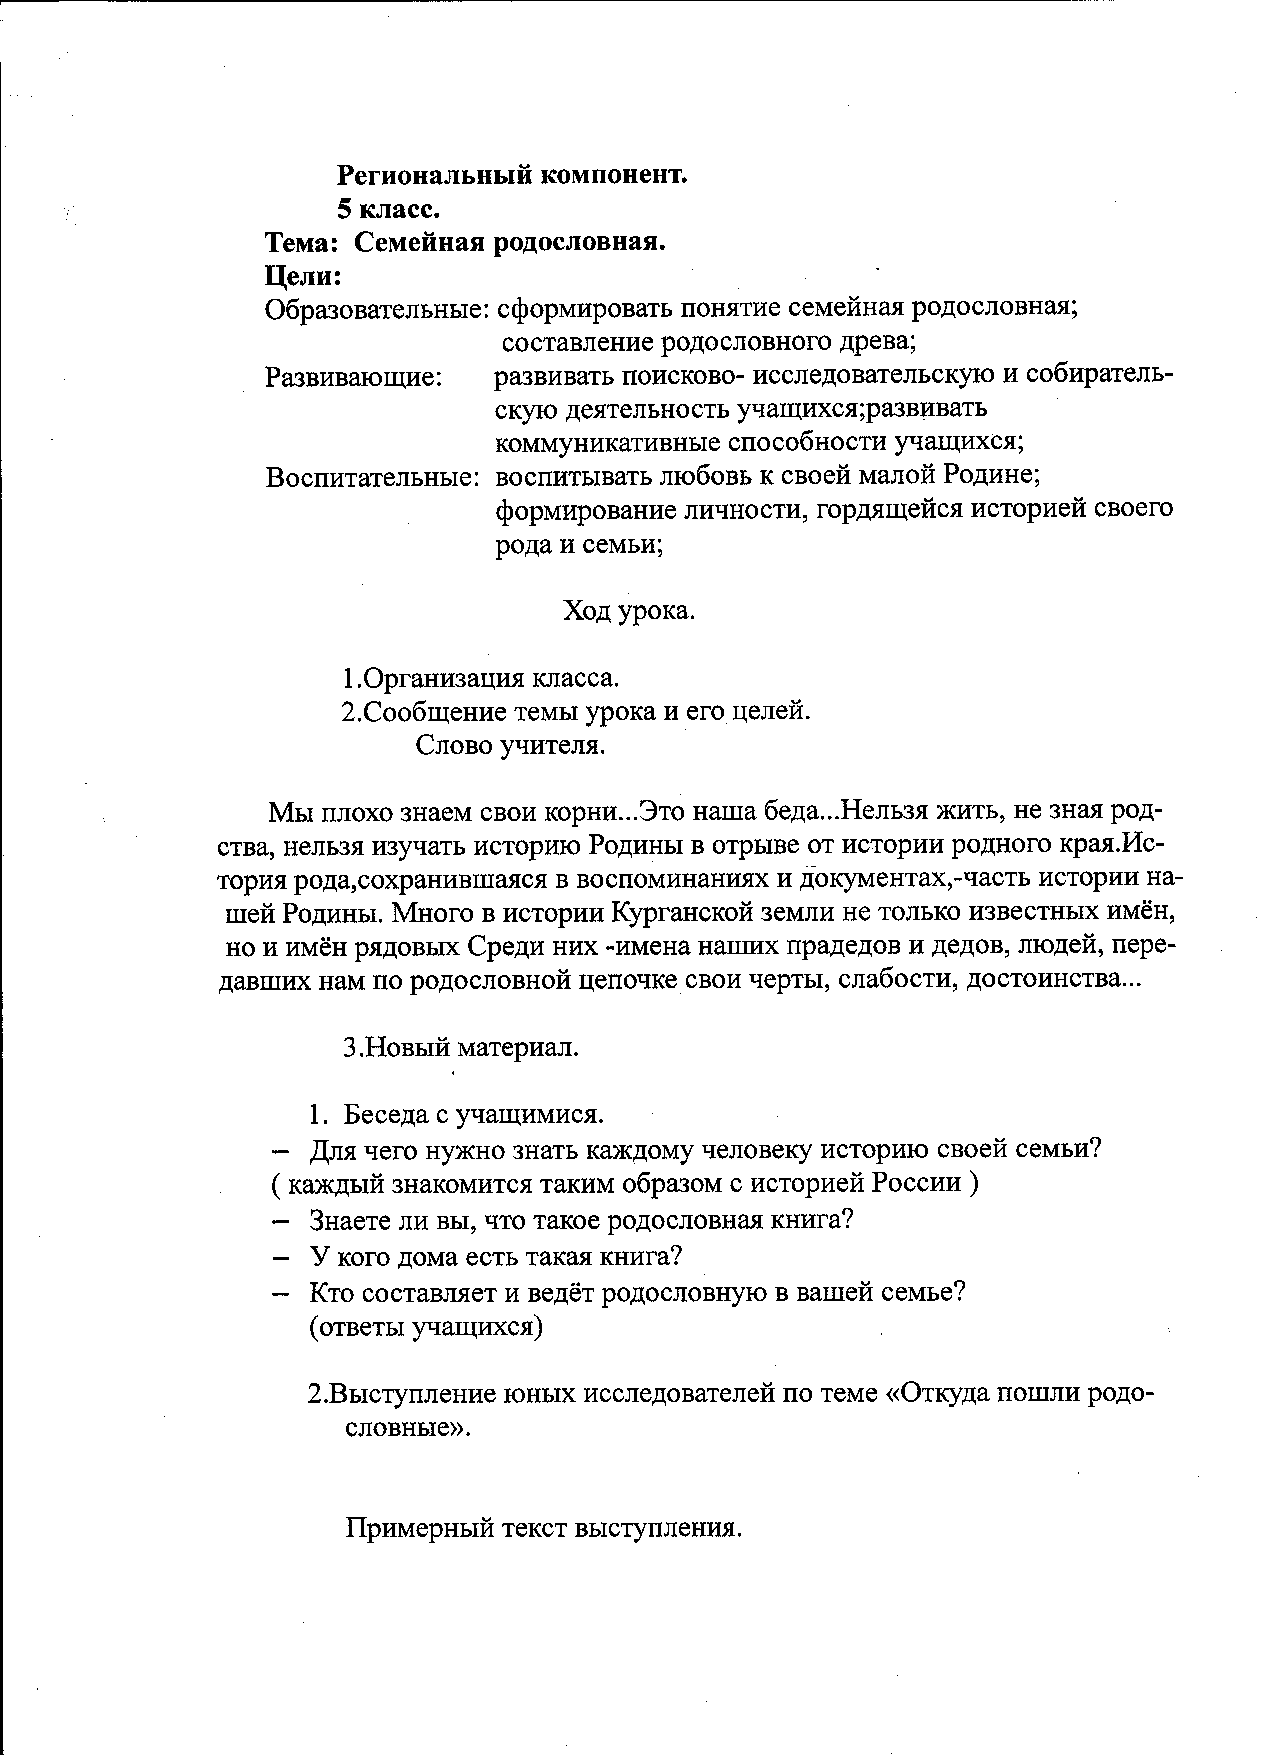 Региональный компонент.
5 класс.
Тема: Семейная родословная.
Цели:
Образовательные: сформировать понятие семейная родословная;
составление родословного древа;
Развивающие: развивать поисково- исследовательскую и собиратель-
скую деятельность учащихся;развивать
коммуникативные способности учащихся;
Воспитательные: воспитывать любовь к своей малой Родине;
формирование личности, гордящейся историей своего
рода и семьи;
Ход урока.
1.Организация класса.
2.Сообщение темы урока и его целей.
Слово учителя.
Мы плохо знаем свои корни...Это наша беда...Нельзя жить, не зная род-
ства, нельзя изучать историю Родины в отрыве от истории родного края.Ис-
тория рода,сохранившаяся в воспоминаниях и документах,-часть истории на-
шей Родины. Много в истории Курганской земли не только известных имён,
но и имён рядовых Среди них -имена наших прадедов и дедов, людей, пере-
давших нам по родословной цепочке свои черты, слабости, достоинства...
3.Новый материал.
1. Беседа с учащимися.
– Для чего нужно знать каждому человеку историю своей семьи?
( каждый знакомится таким образом с историей России )
– Знаете ли вы, что такое родословная книга?
– У кого дома есть такая книга?
– Кто составляет и ведёт родословную в вашей семье?
(ответы учащихся)
2.Выступление юных исследователей по теме «Откуда пошли родо-
словные».
Примерный текст выступления.